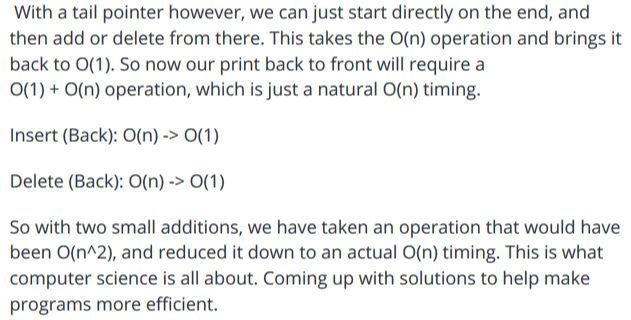 With a tail pointer however, we can just start directly on the end, and
then add or delete from there. This takes the O(n) operation and brings it
back to O(1). So now our print back to front will require a
O(1) + O(n) operation, which is just a natural O(n) timing.
Insert (Back): O(n) -> O(1)
Delete (Back): O(n) -> O(1)
So with two small additions, we have taken an operation that would have
been O(n^2), and reduced it down to an actual O(n) timing. This is what
computer science is all about. Coming up with solutions to help make
programs more efficient.